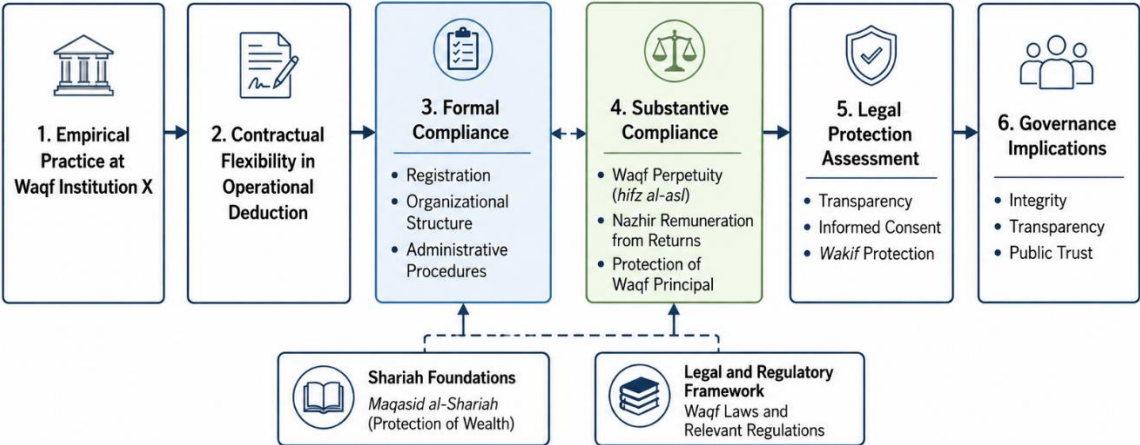 1. Empirical
Practice at
Waqf Institution X
2. Contractual
Flexibility in
Operational
Deduction
3. Formal
Compliance
• Registration
• Organizational
Structure
• Administrative
Procedures
4. Substantive
Compliance
• Waqf Perpetuity
(hifz al-asl)
• Nazhir Remuneration
from Returns
• Protection of
Waqf Principal
5. Legal
Protection
Assessment
• Transparency
• Informed Consent
• Wakif Protection
6. Governance
Implications
• Integrity
• Transparency
• Public Trust
Shariah Foundations
Maqasid al-Shariah
(Protection of Wealth)
Legal and Regulatory
Framework
Waqf Laws and
Relevant Regulations